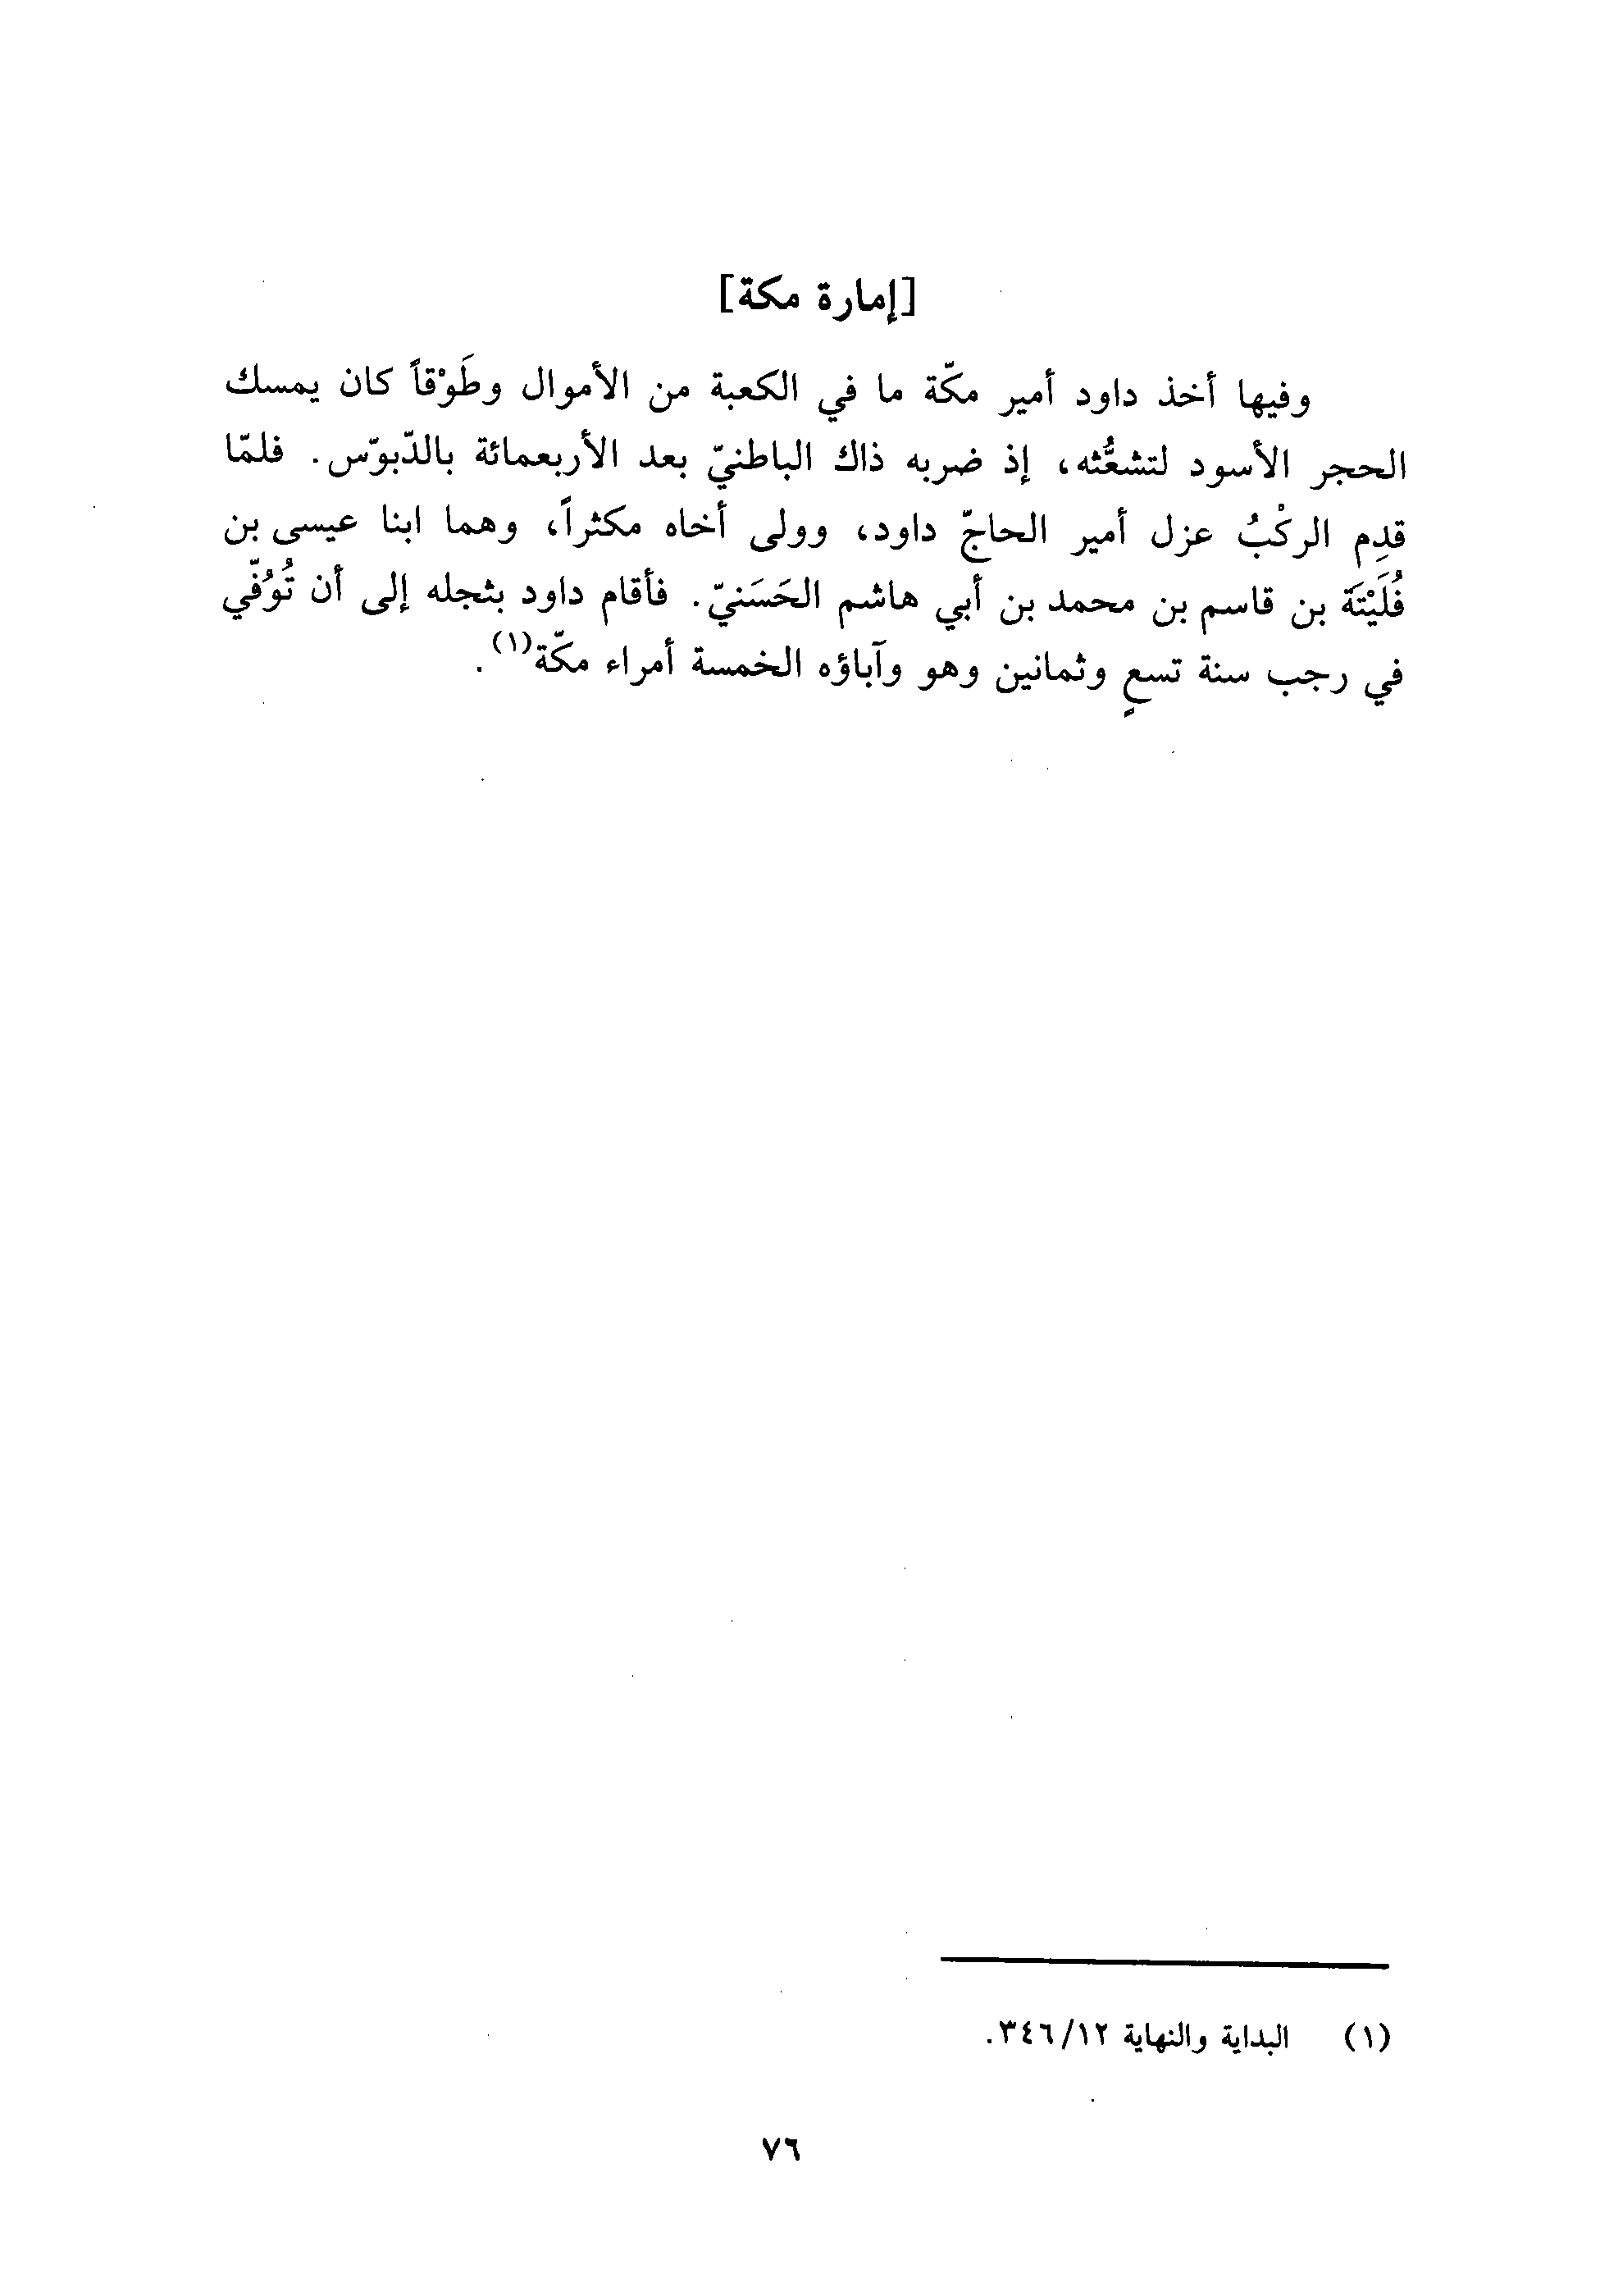 [إمارة مكة]
وفيها أخذ داود أمير مكّة ما في الكعبة من الأموال وطَوْقاً كان يمسك
الحجر الأسود لتشعُّثه، إذ ضربه ذاك الباطنيّ بعد الأربعمائة بالدّبوّس. فلمّا
قدِم الركْبُ عزل أمير الحاجّ داود، وولى أخاه مكثراً، وهما ابنا عيسى بن
فُلَيْتَة بن قاسم بن محمد بن أبي هاشم الحَسَنيّ. فأقام داود بثجله إلى أن تُوُفّي
في رجب سنة تسعٍ وثمانين وهو وآباؤه الخمسة أمراء مكّة(١).
(١) البداية والنهاية ٣٤٦/١٢.
٧٦